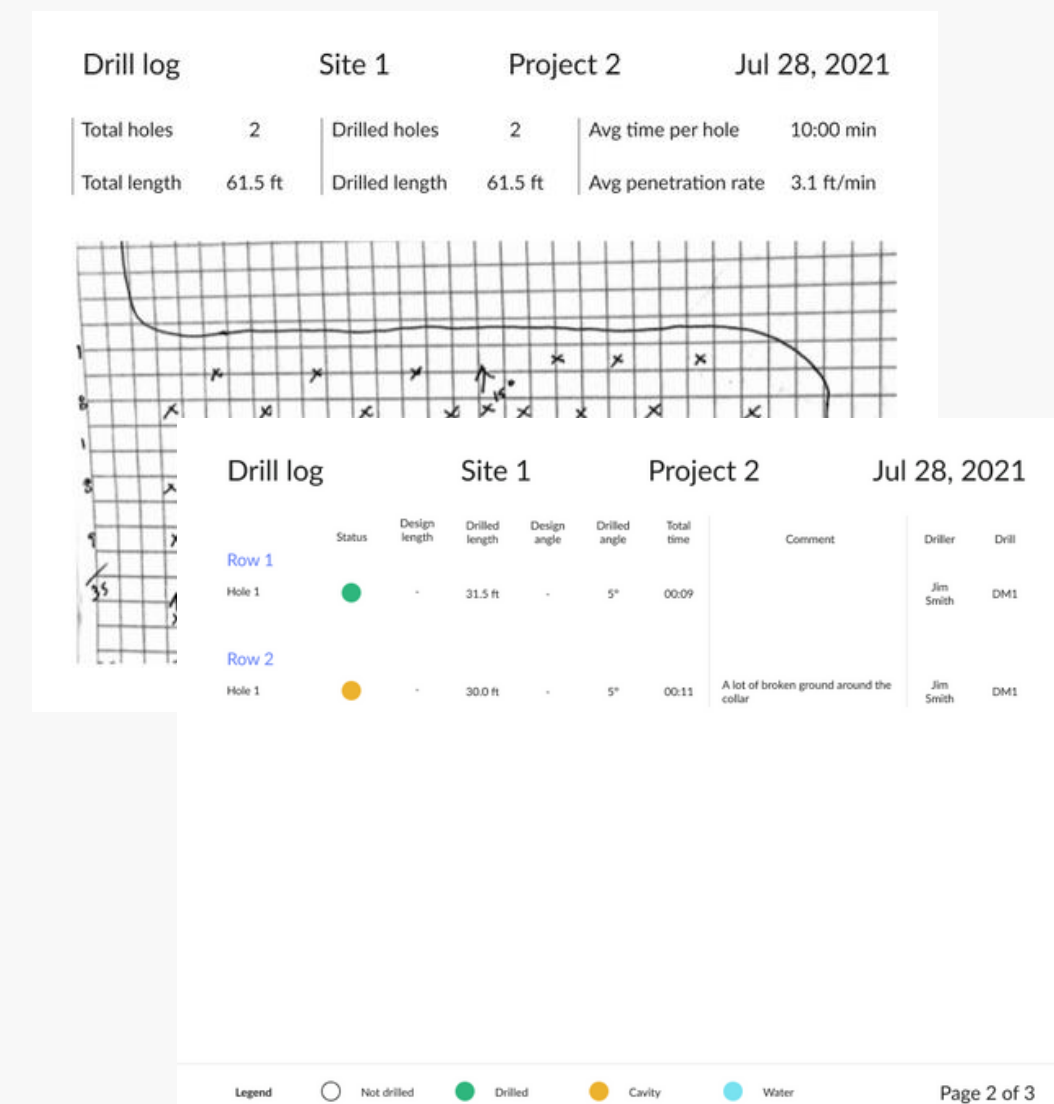 Drill log Site 1 Project 2 Jul 28, 2021
Total holes 2 Drilled holes 2 Avg time per hole 10:00 min
Total length 61.5 ft Drilled length 61.5 ft Avg penetration rate 3.1 ft/min
15°
35
Drill log Site 1 Project 2 Jul 28, 2021
Status Design length Drilled length Design angle Drilled angle Total time Comment Driller Drill
Row 1
Hole 1 - 31.5 ft - 5° 00:09 Jim Smith DM1
Row 2
Hole 1 - 30.0 ft - 5° 00:11 A lot of broken ground around the collar Jim Smith DM1
Legend Not drilled Drilled Cavity Water Page 2 of 3